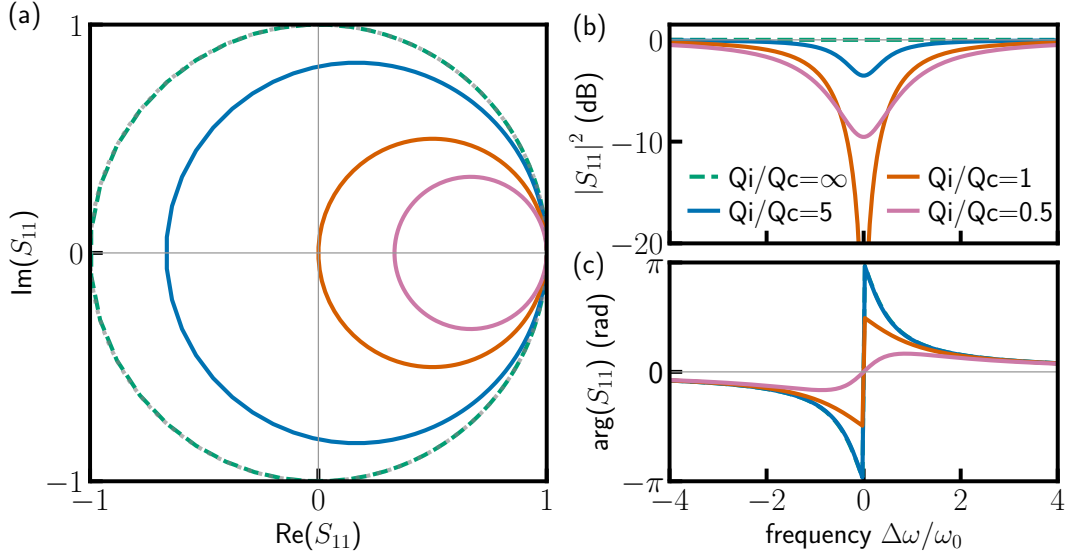 (a)
1
0
−1
−1
0
1
Im(S₁₁)
Re(S₁₁)
(b)
0
−10
−20
|S₁₁|² (dB)
Qi/Qc=∞
Qi/Qc=5
Qi/Qc=1
Qi/Qc=0.5
(c)
π
0
−π
arg(S₁₁) (rad)
−4
−2
0
2
4
frequency Δω/ω₀